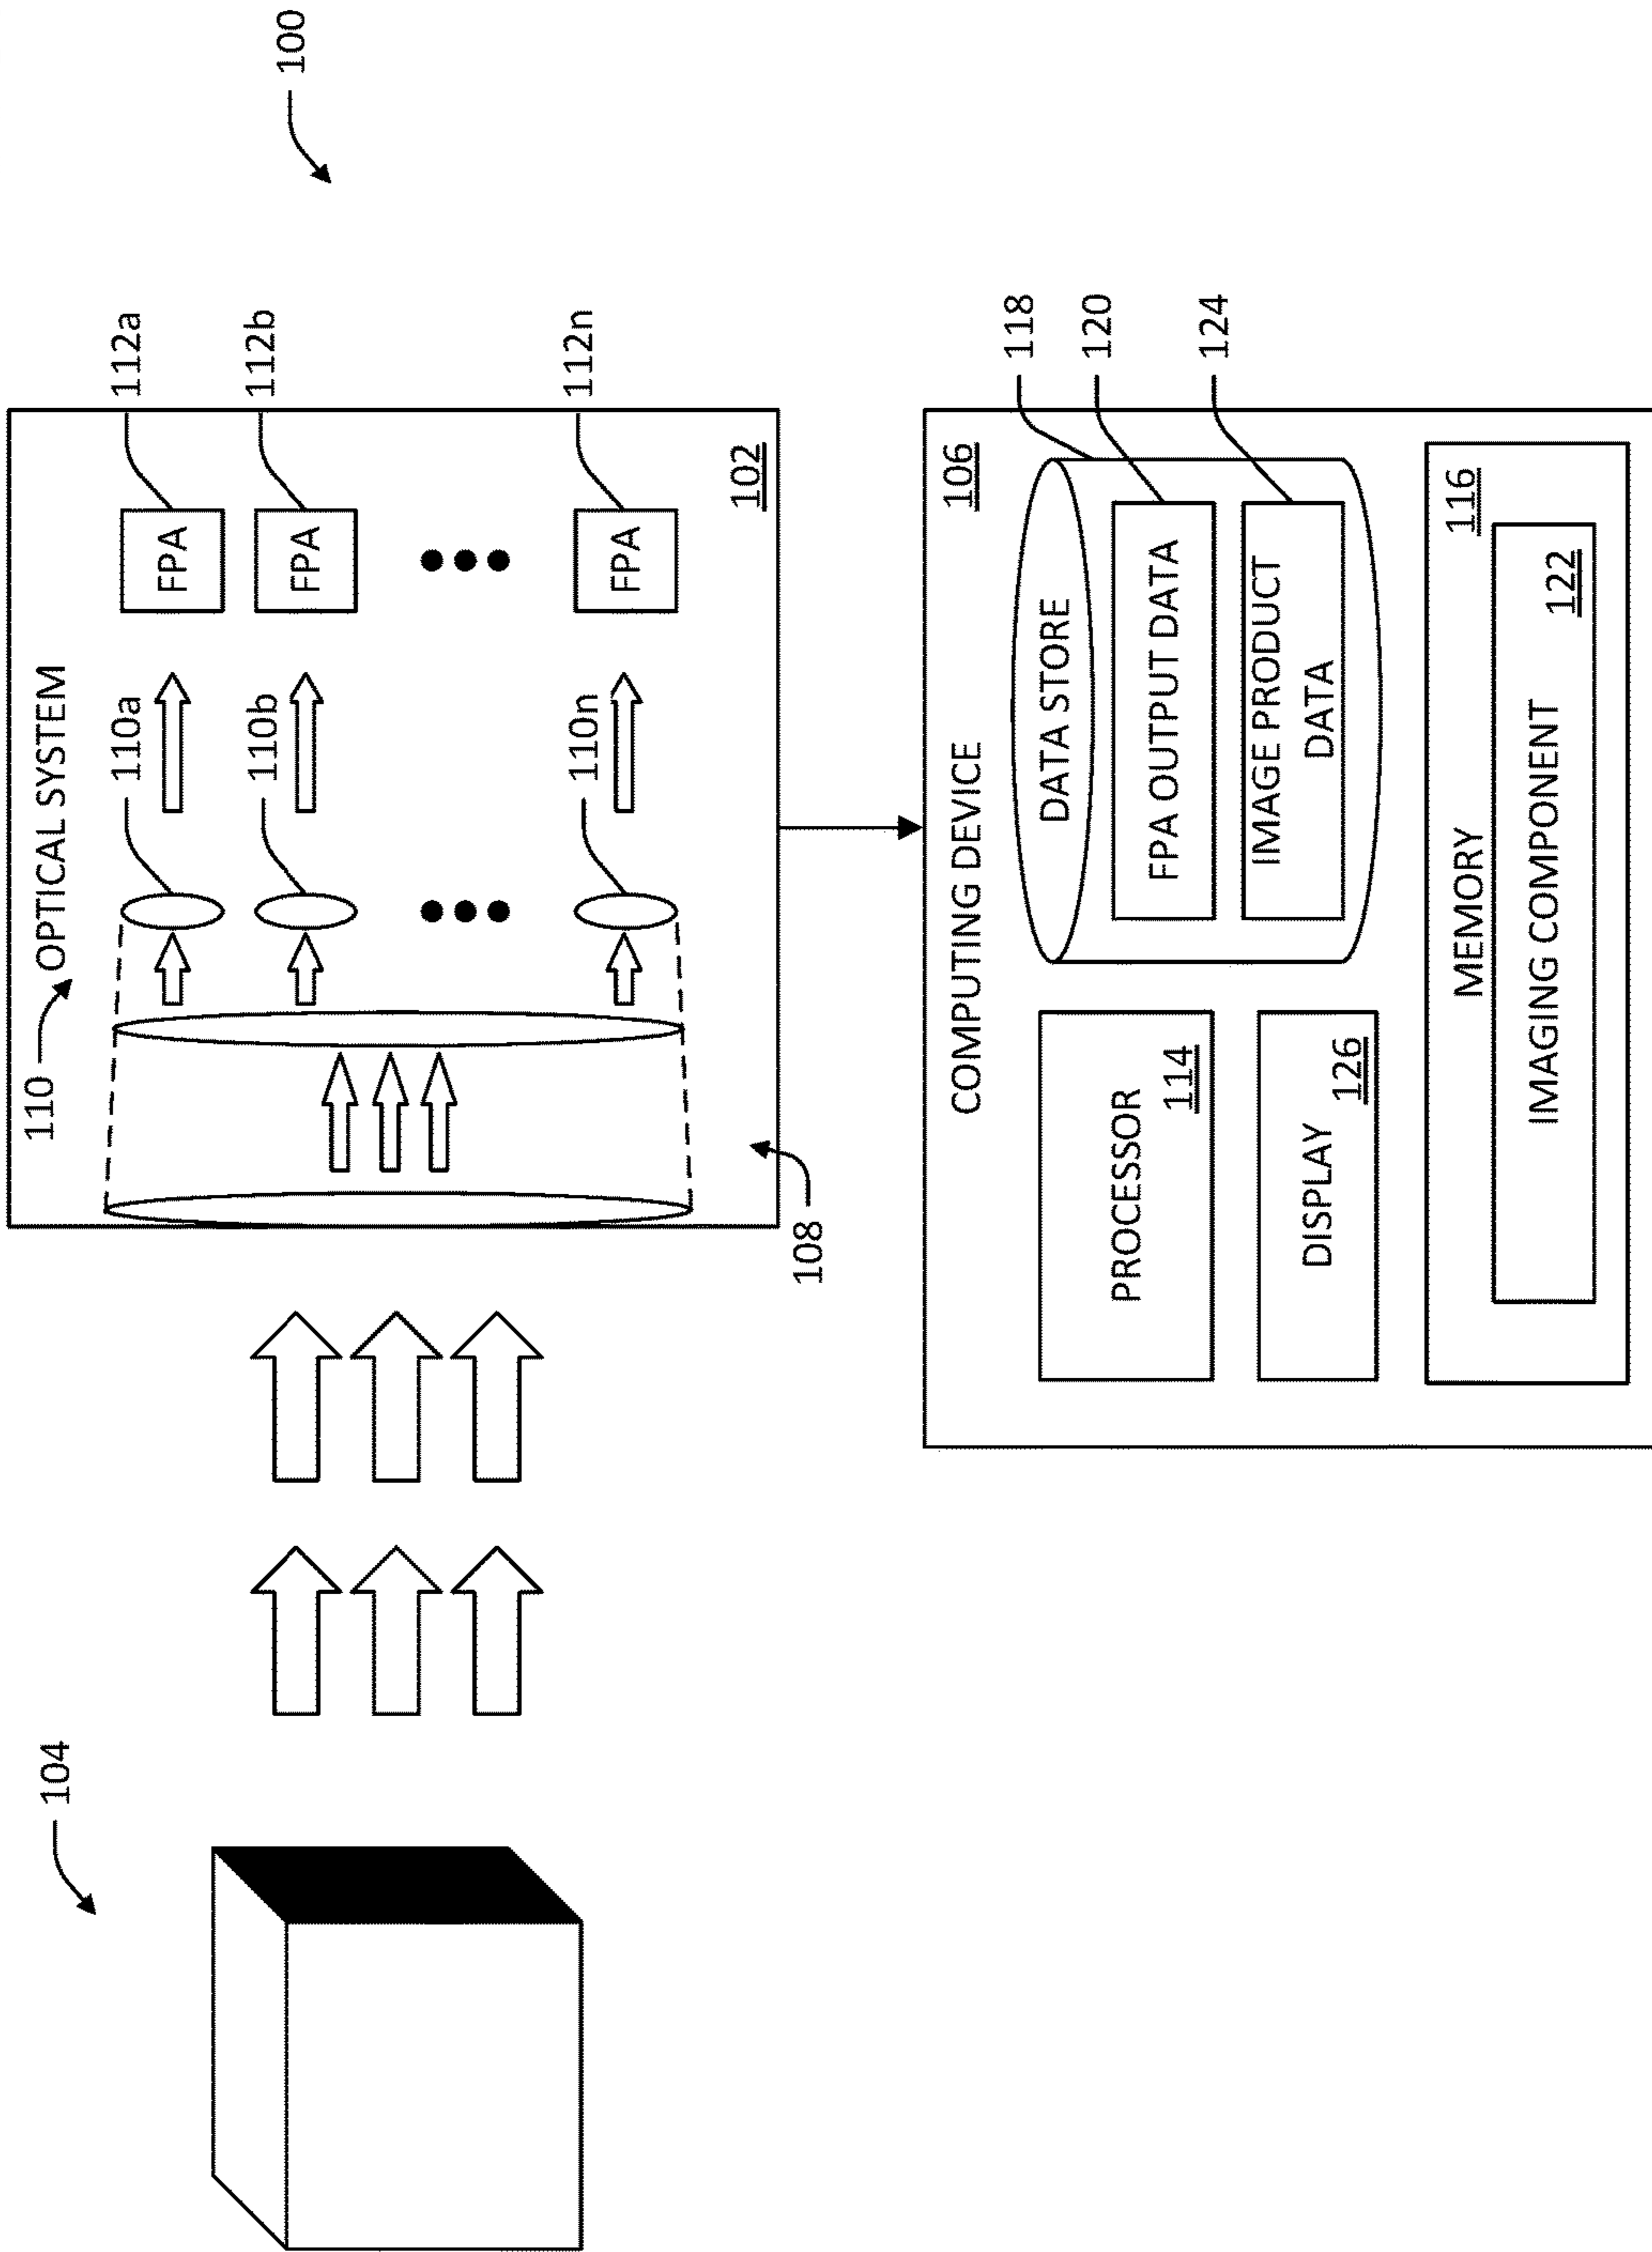 100
104
110
OPTICAL SYSTEM
110a
112a
110b
112b
110n
112n
FPA
FPA
FPA
102
108
COMPUTING DEVICE
106
118
120
124
PROCESSOR
114
DATA STORE
FPA OUTPUT DATA
IMAGE PRODUCT
DATA
DISPLAY
126
MEMORY
116
IMAGING COMPONENT
122